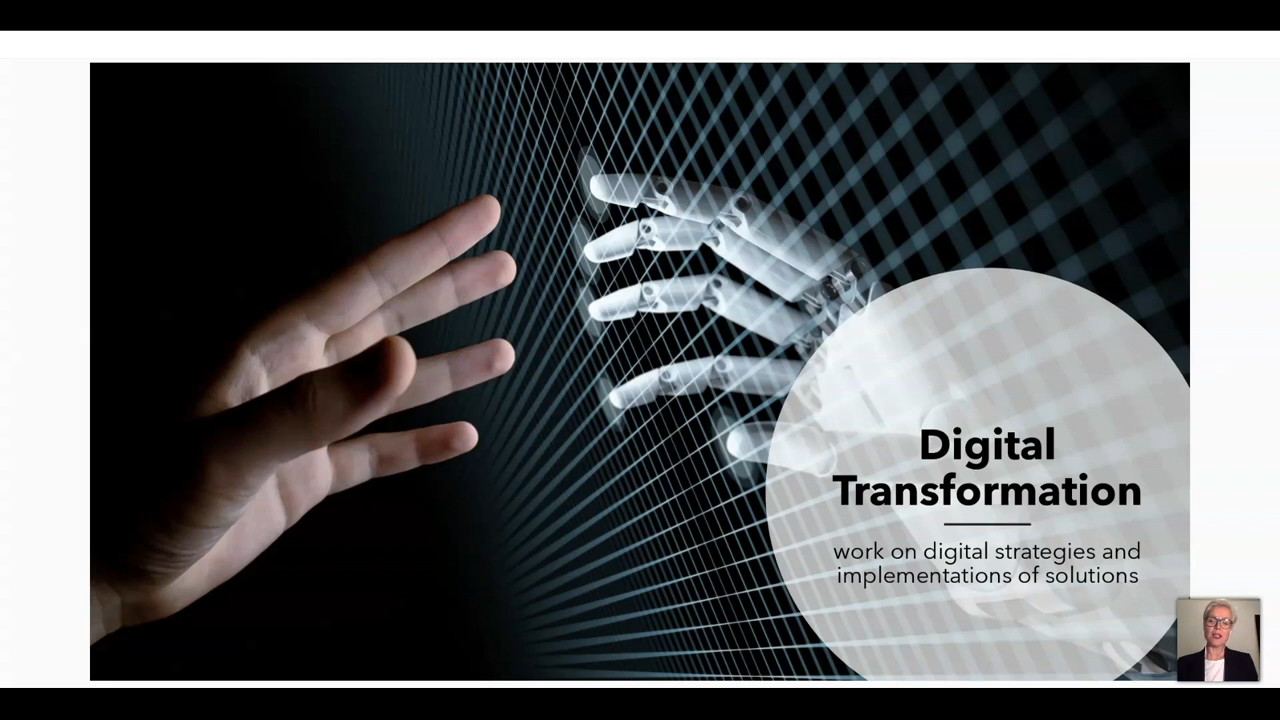 Digital
Transformation
work on digital strategies and
implementations of solutions